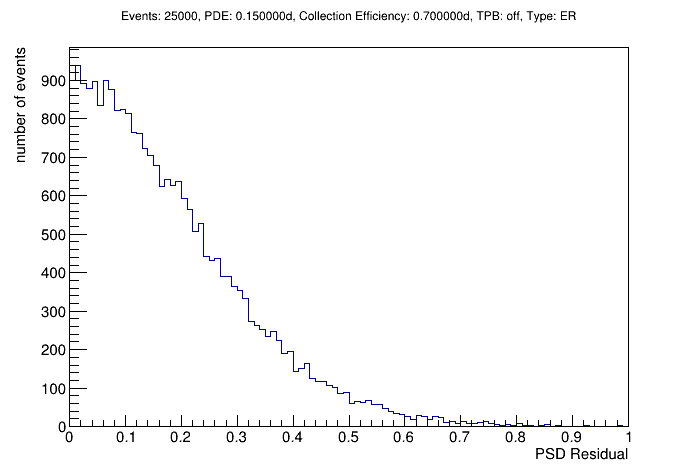 Events: 25000, PDE: 0.150000d, Collection Efficiency: 0.700000d, TPB: off, Type: ER
number of events
900
800
700
600
500
400
300
200
100
0
0 0.1 0.2 0.3 0.4 0.5 0.6 0.7 0.8 0.9 1
PSD Residual